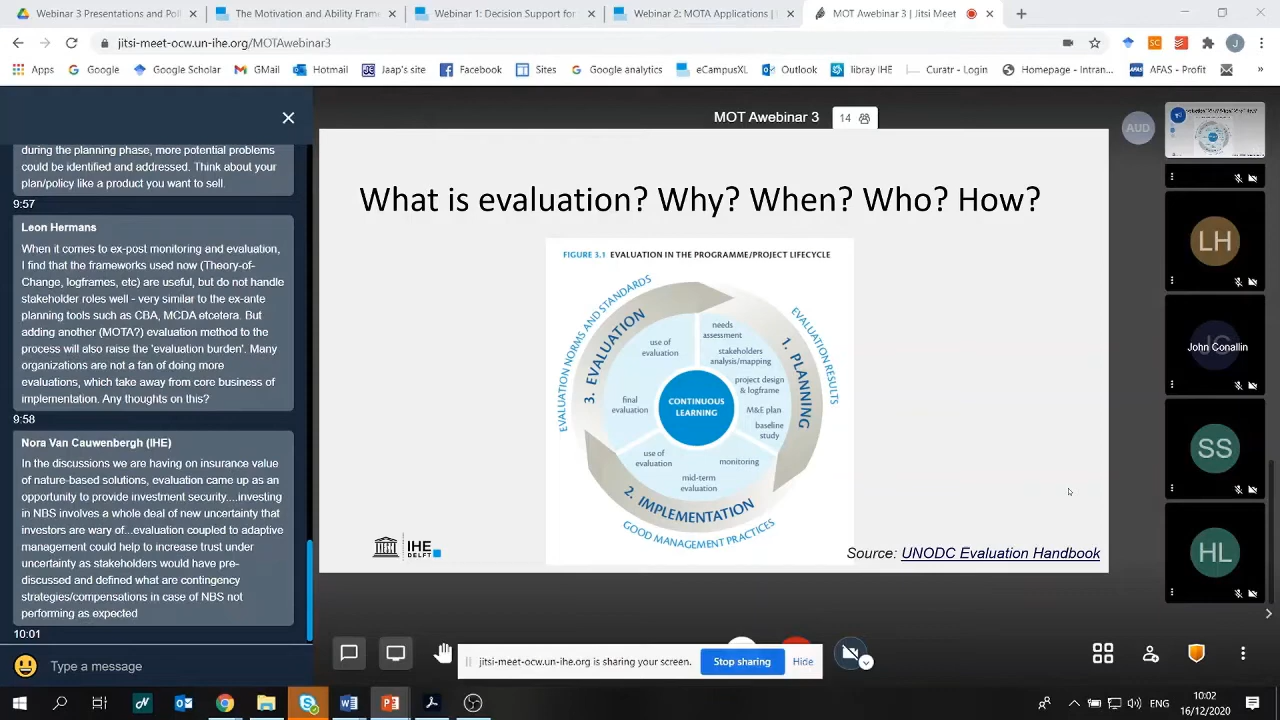 Presentations and Pol
The Motivation and Ability Frame
Webinar 1: Decision Support for
Webinar 2: MOTA Applications |
MOTA Webinar 3 | Jitsi Meet
jitsi-meet-ocw.un-ihe.org/MOTAwebinar3
Apps
Google
Google Scholar
GMail
Hotmail
Jaap's site
Facebook
Sites
Google analytics
eCampusXL
Outlook
libray IHE
Curatr - Login
Homepage - Intran...
AFAS - Profit
»
MOT Awebinar 3
14
AUD
during the planning phase, more potential problems
could be identified and addressed. Think about your
plan/policy like a product you want to sell.
9:57
Leon Hermans
When it comes to ex-post monitoring and evaluation,
I find that the frameworks used now (Theory-of-
Change, logframes, etc) are useful, but do not handle
stakeholder roles well - very similar to the ex-ante
planning tools such as CBA, MCDA etcetera. But
adding another (MOTA?) evaluation method to the
process will also raise the 'evaluation burden'. Many
organizations are not a fan of doing more
evaluations, which take away from core business of
implementation. Any thoughts on this?
9:58
Nora Van Cauwenbergh (IHE)
In the discussions we are having on insurance value
of nature-based solutions, evaluation came up as an
opportunity to provide investment security....investing
in NBS involves a whole deal of new uncertainty that
investors are wary of...evaluation coupled to adaptive
management could help to increase trust under
uncertainty as stakeholders would have pre-
discussed and defined what are contingency
strategies/compensations in case of NBS not
performing as expected
10:01
Type a message
What is evaluation? Why? When? Who? How?
FIGURE 3.1 EVALUATION IN THE PROGRAMME/PROJECT LIFECYCLE
EVALUATION NORMS AND STANDARDS
EVALUATION RESULTS
GOOD MANAGEMENT PRACTICES
1. PLANNING
needs
assessment
stakeholders
analysis/mapping
project design
& logframe
M&E plan
baseline
study
2. IMPLEMENTATION
monitoring
mid-term
evaluation
use of
evaluation
3. EVALUATION
final
evaluation
use of
evaluation
CONTINUOUS
LEARNING
IHE
DELFT
Source: UNODC Evaluation Handbook
LH
John Conallin
SS
HL
jitsi-meet-ocw.un-ihe.org is sharing your screen.
Stop sharing
Hide
ENG
10:02
16/12/2020